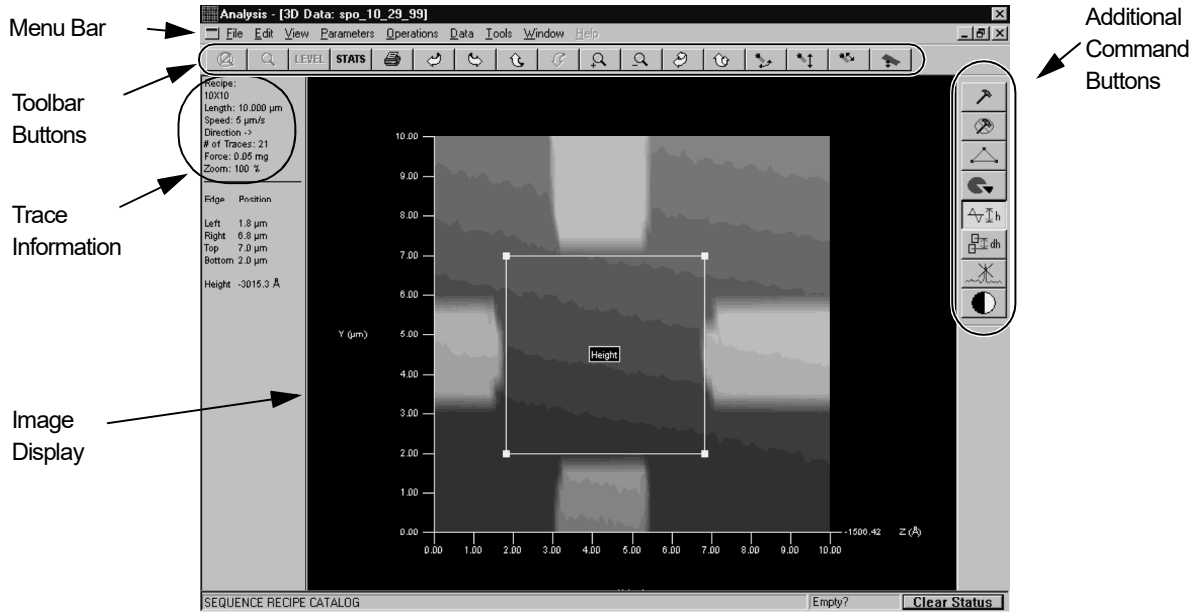 Menu Bar
Toolbar
Buttons
Trace
Information
Image
Display
Additional
Command
Buttons
Analysis - [3D Data: spo_10_29_99]
File Edit View Parameters Operations Data Tools Window Help
LEVEL STATS
Recipe:
10X10
Length: 10.000 µm
Speed: 5 µm/s
Direction ->
# of Traces: 21
Force: 0.05 mg
Zoom: 100 %
Edge Position
Left 1.8 µm
Right 6.8 µm
Top 7.0 µm
Bottom 2.0 µm
Height -3015.3 Å
10.00
9.00
8.00
7.00
6.00
Y (µm) 5.00
4.00
3.00
2.00
1.00
0.00
Height
-1506.42 Z (Å)
0.00 1.00 2.00 3.00 4.00 5.00 6.00 7.00 8.00 9.00 10.00
h
dh
SEQUENCE RECIPE CATALOG Empty? Clear Status